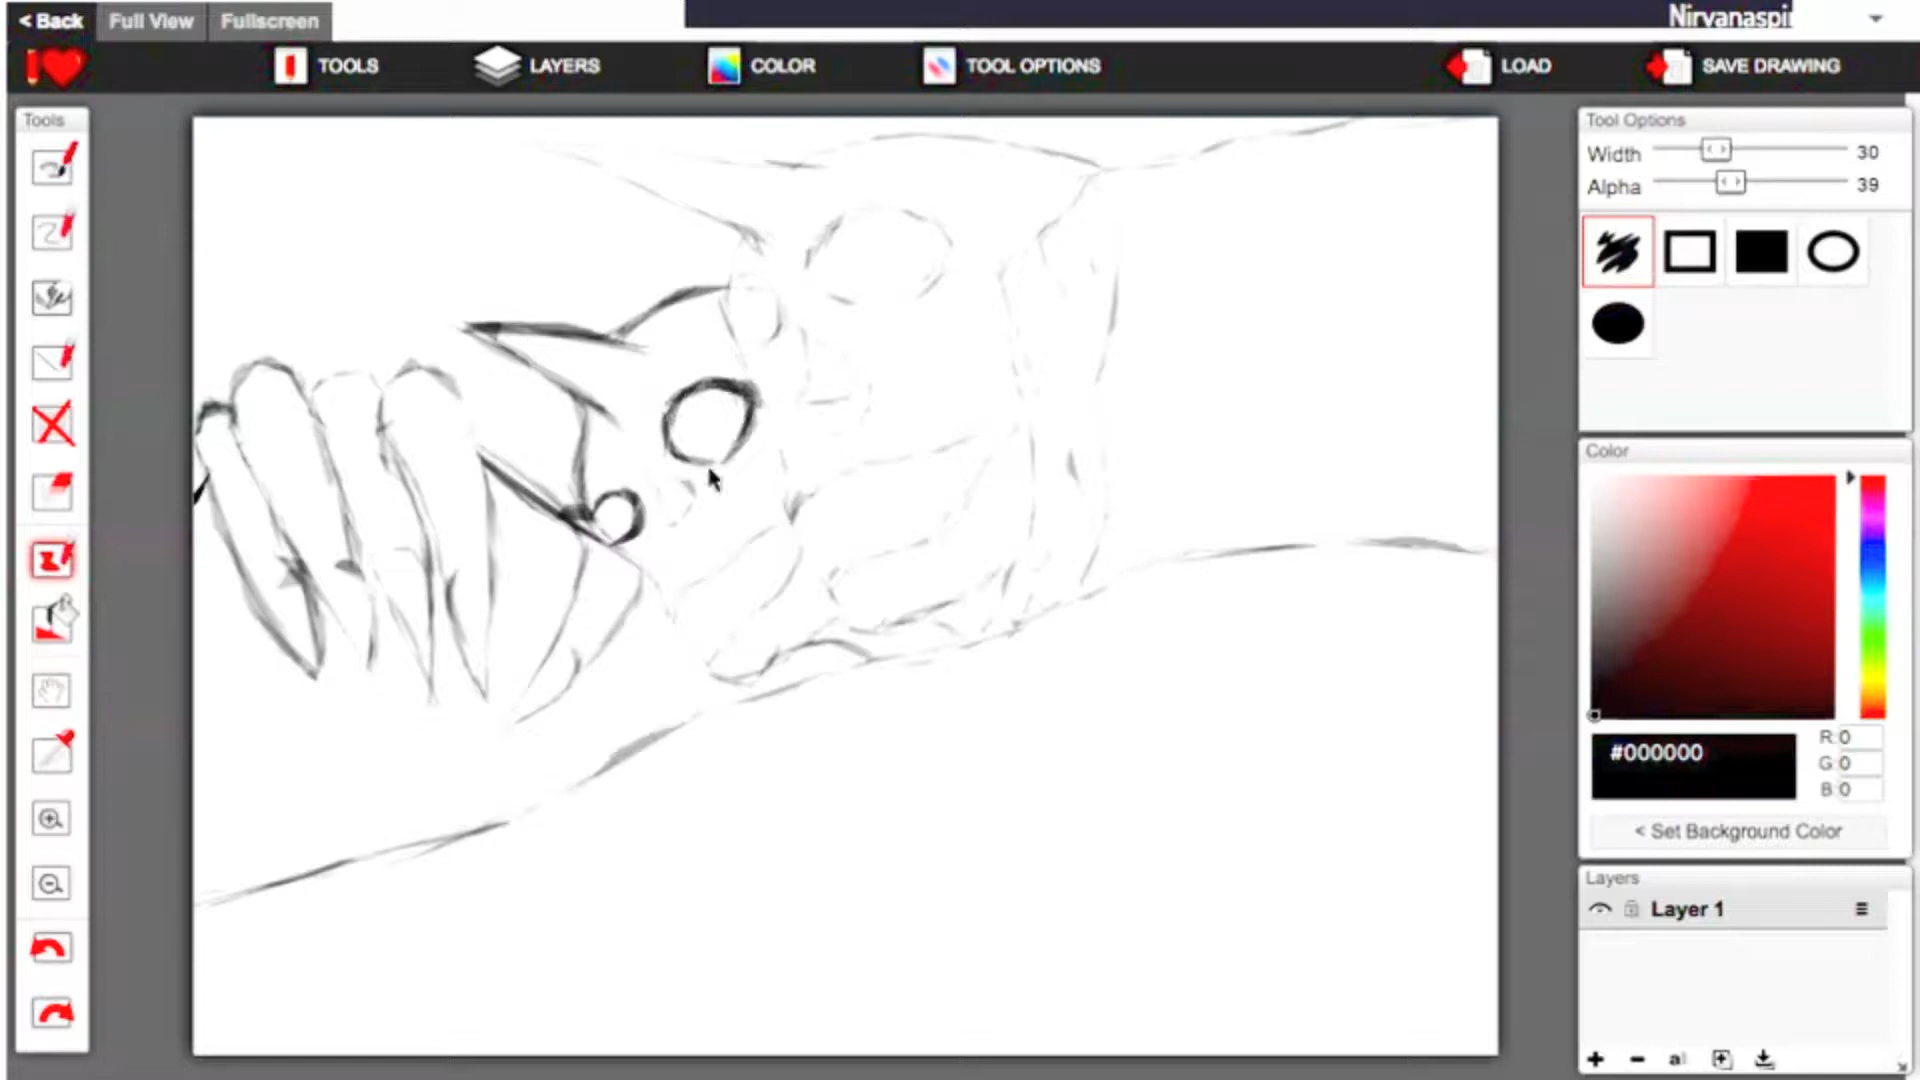 < Back Full View Fullscreen
Nirvanaspi
TOOLS LAYERS COLOR TOOL OPTIONS LOAD SAVE DRAWING
Tools
Tool Options
Width 30
Alpha 39
Color
#000000
R: 0
G: 0
B: 0
< Set Background Color
Layers
Layer 1
a